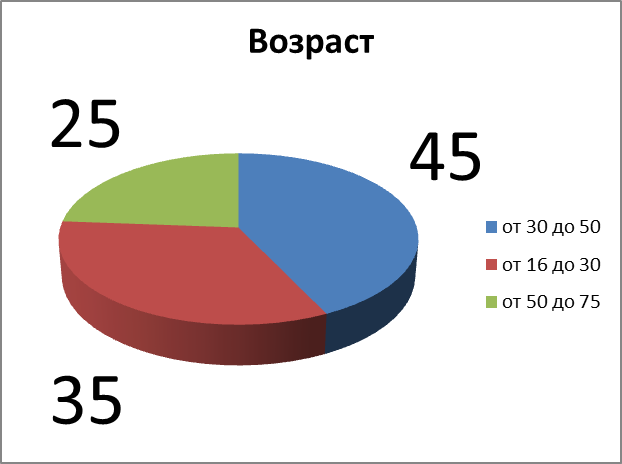 Возраст
25
45
от 30 до 50
от 16 до 30
от 50 до 75
35